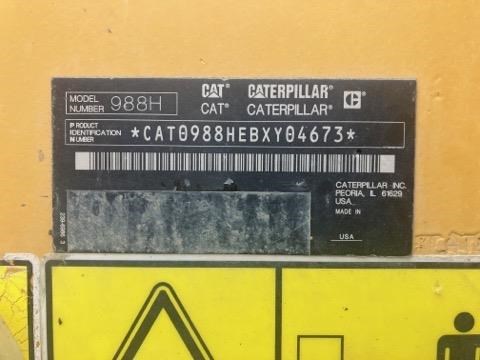 CAT CATERPILLAR
MODEL NUMBER 988H CAT® CATERPILLAR® C
PRODUCT IDENTIFICATION NUMBER *CAT0988HEBXY04673*
CATERPILLAR INC.
PEORIA, IL 61629
USA
MADE IN
USA